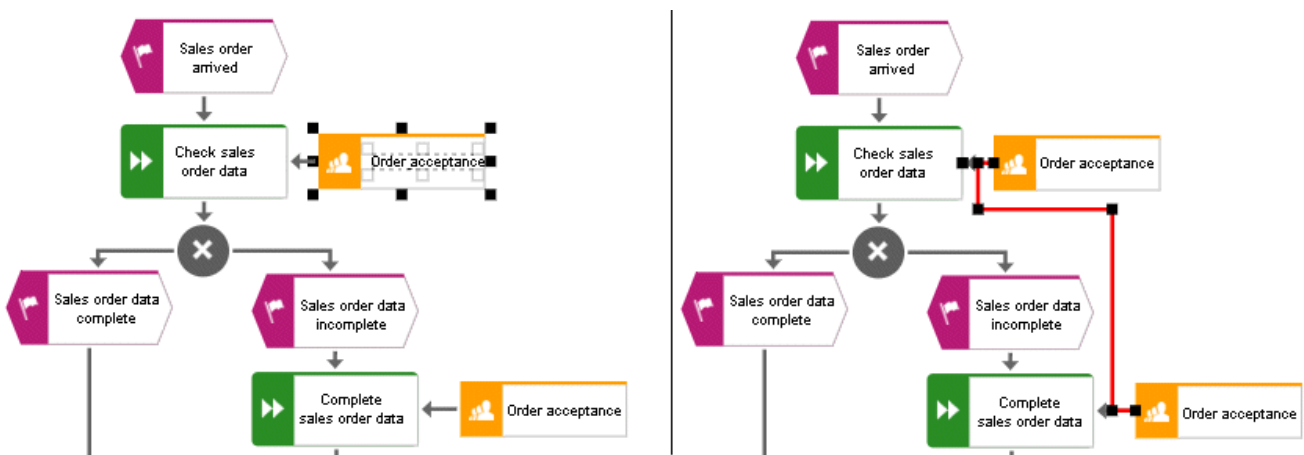 Sales order
arrived
Check sales
order data
Order acceptance
Sales order data
complete
Sales order data
incomplete
Complete
sales order data
Order acceptance
Sales order
arrived
Check sales
order data
Order acceptance
Sales order data
complete
Sales order data
incomplete
Complete
sales order data
Order acceptance